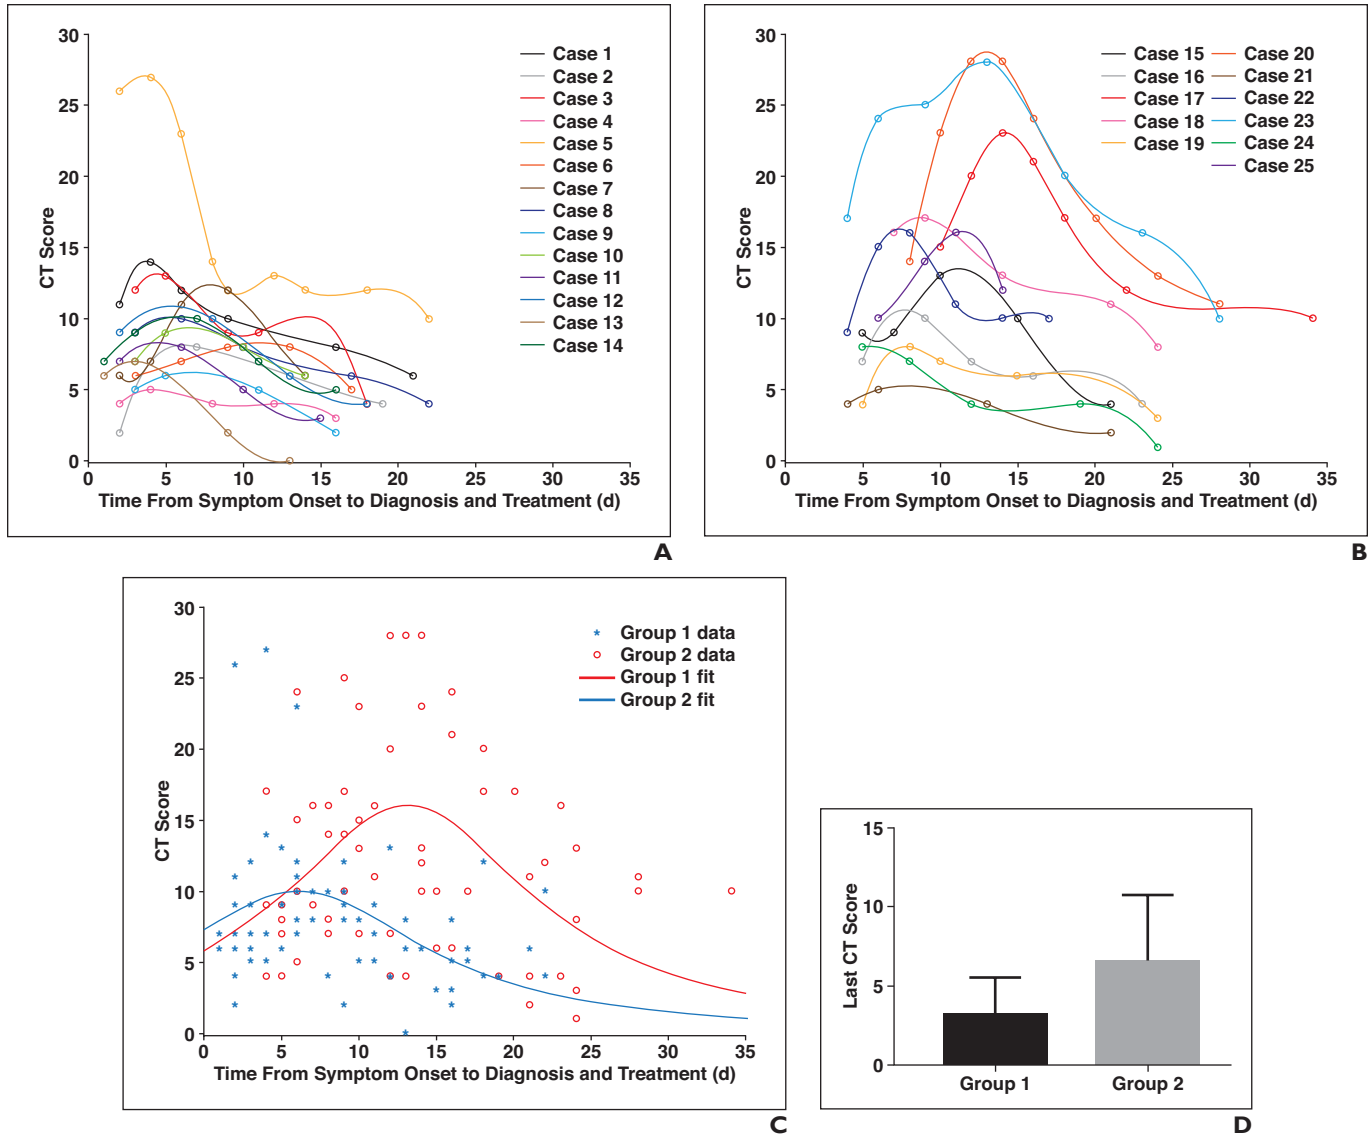 30
25
20
15
10
5
0
CT Score
0 5 10 15 20 25 30 35
Time From Symptom Onset to Diagnosis and Treatment (d)
Case 1
Case 2
Case 3
Case 4
Case 5
Case 6
Case 7
Case 8
Case 9
Case 10
Case 11
Case 12
Case 13
Case 14
A
30
25
20
15
10
5
0
CT Score
0 5 10 15 20 25 30 35
Time From Symptom Onset to Diagnosis and Treatment (d)
Case 15
Case 16
Case 17
Case 18
Case 19
Case 20
Case 21
Case 22
Case 23
Case 24
Case 25
B
30
25
20
15
10
5
0
CT Score
0 5 10 15 20 25 30 35
Time From Symptom Onset to Diagnosis and Treatment (d)
Group 1 data
Group 2 data
Group 1 fit
Group 2 fit
C
15
10
5
0
Last CT Score
Group 1 Group 2
D